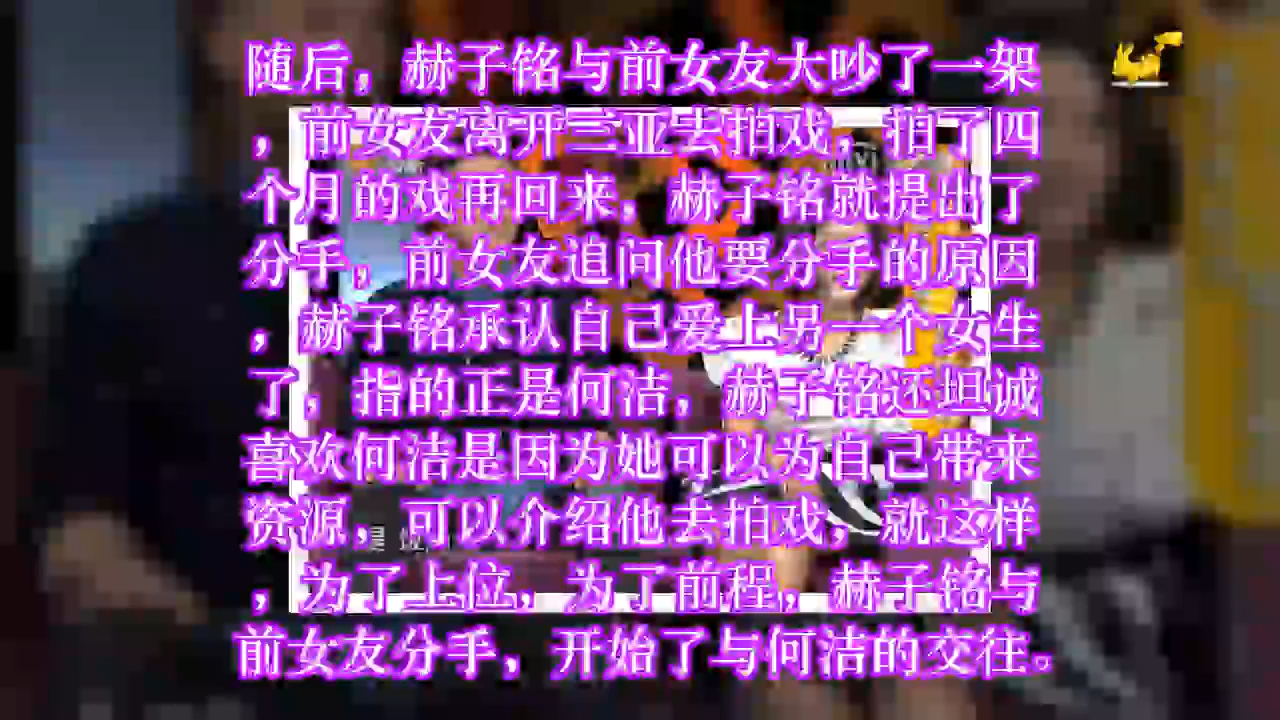 随后，赫子铭与前女友大吵了一架
，前女友离开三亚去拍戏，拍了四
个月的戏再回来，赫子铭就提出了
分手，前女友追问他要分手的原因
，赫子铭承认自己爱上另一个女生
了，指的正是何洁，赫子铭还坦诚
喜欢何洁是因为她可以为自己带来
资源，可以介绍他去拍戏，就这样
，为了上位，为了前程，赫子铭与
前女友分手，开始了与何洁的交往。